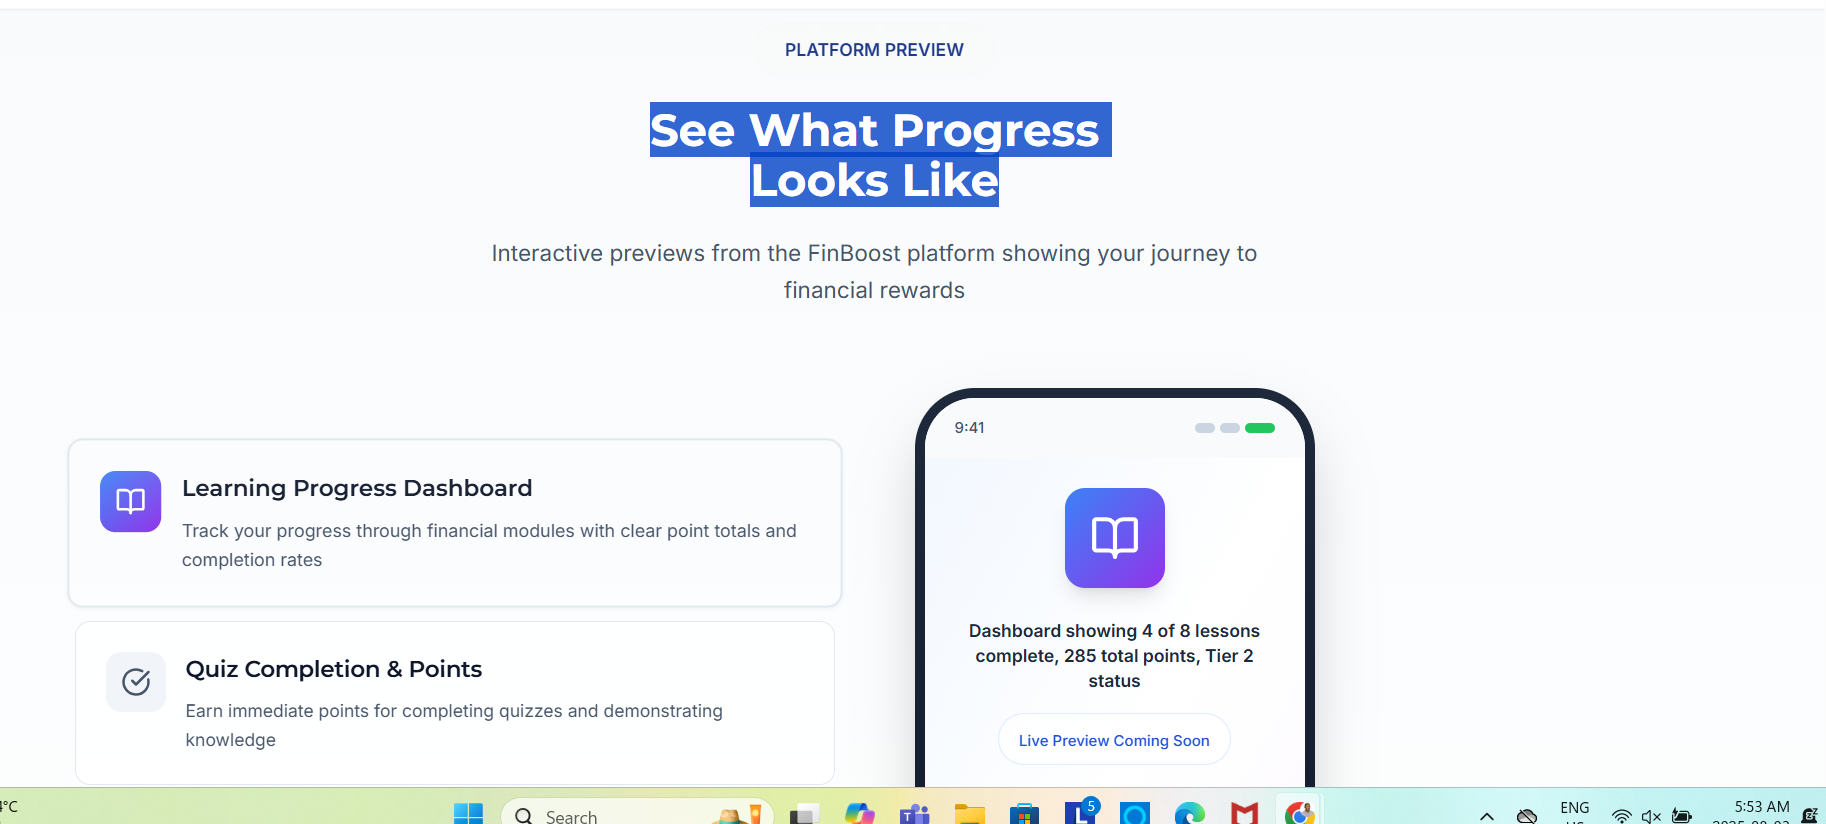 PLATFORM PREVIEW
See What Progress
Looks Like
Interactive previews from the FinBoost platform showing your journey to
financial rewards
Learning Progress Dashboard
Track your progress through financial modules with clear point totals and
completion rates
Quiz Completion & Points
Earn immediate points for completing quizzes and demonstrating
knowledge
9:41
Dashboard showing 4 of 8 lessons
complete, 285 total points, Tier 2
status
Live Preview Coming Soon
°C
Search
5
ENG
5:53 AM